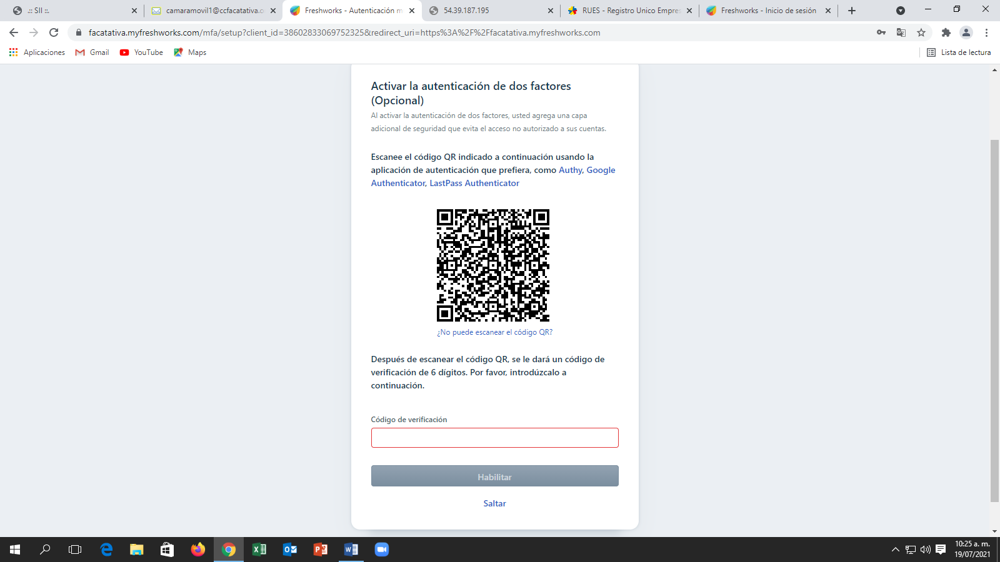 .:: SII ::.
camaramovil1@ccfacatativa.o
Freshworks - Autenticación m
54.39.187.195
RUES - Registro Unico Empres
Freshworks - Inicio de sesión
facatativa.myfreshworks.com/mfa/setup?client_id=386028330697523325&redirect_uri=https%3A%2F%2Ffacatativa.myfreshworks.com
Aplicaciones
Gmail
YouTube
Maps
Lista de lectura
Activar la autenticación de dos factores
(Opcional)
Al activar la autenticación de dos factores, usted agrega una capa
adicional de seguridad que evita el acceso no autorizado a sus cuentas.
Escanee el código QR indicado a continuación usando la
aplicación de autenticación que prefiera, como Authy, Google
Authenticator, LastPass Authenticator
¿No puede escanear el código QR?
Después de escanear el código QR, se le dará un código de
verificación de 6 dígitos. Por favor, introdúzcalo a
continuación.
Código de verificación
Habilitar
Saltar
10:25 a. m.
19/07/2021